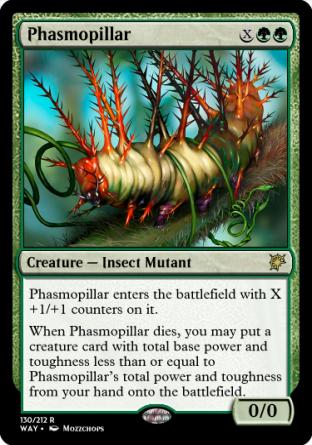 Phasmopillar X
Creature — Insect Mutant
Phasmopillar enters the battlefield with X
+1/+1 counters on it.
When Phasmopillar dies, you may put a
creature card with total base power and
toughness less than or equal to
Phasmopillar's total power and toughness
from your hand onto the battlefield.
0/0
130/212 R
WAY • Mozzchops